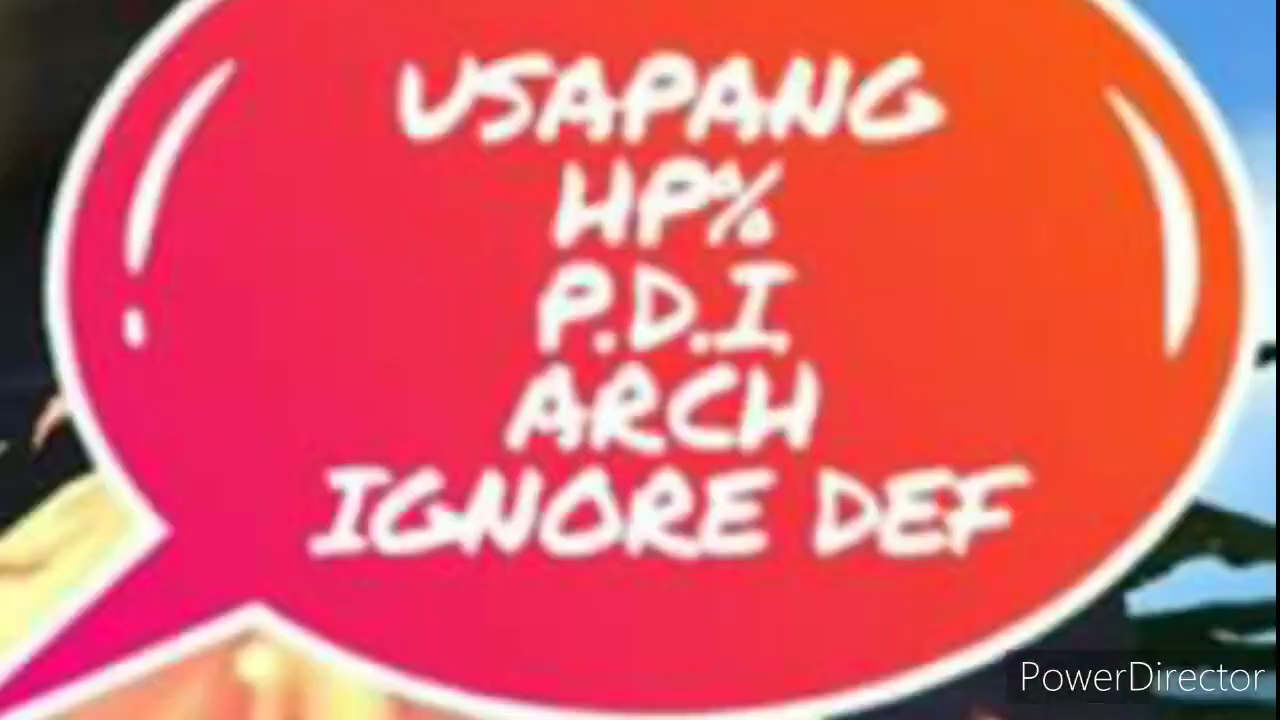 USAPANG
HP%
P.D.I.
ARCH
IGNORE DEF
PowerDirector